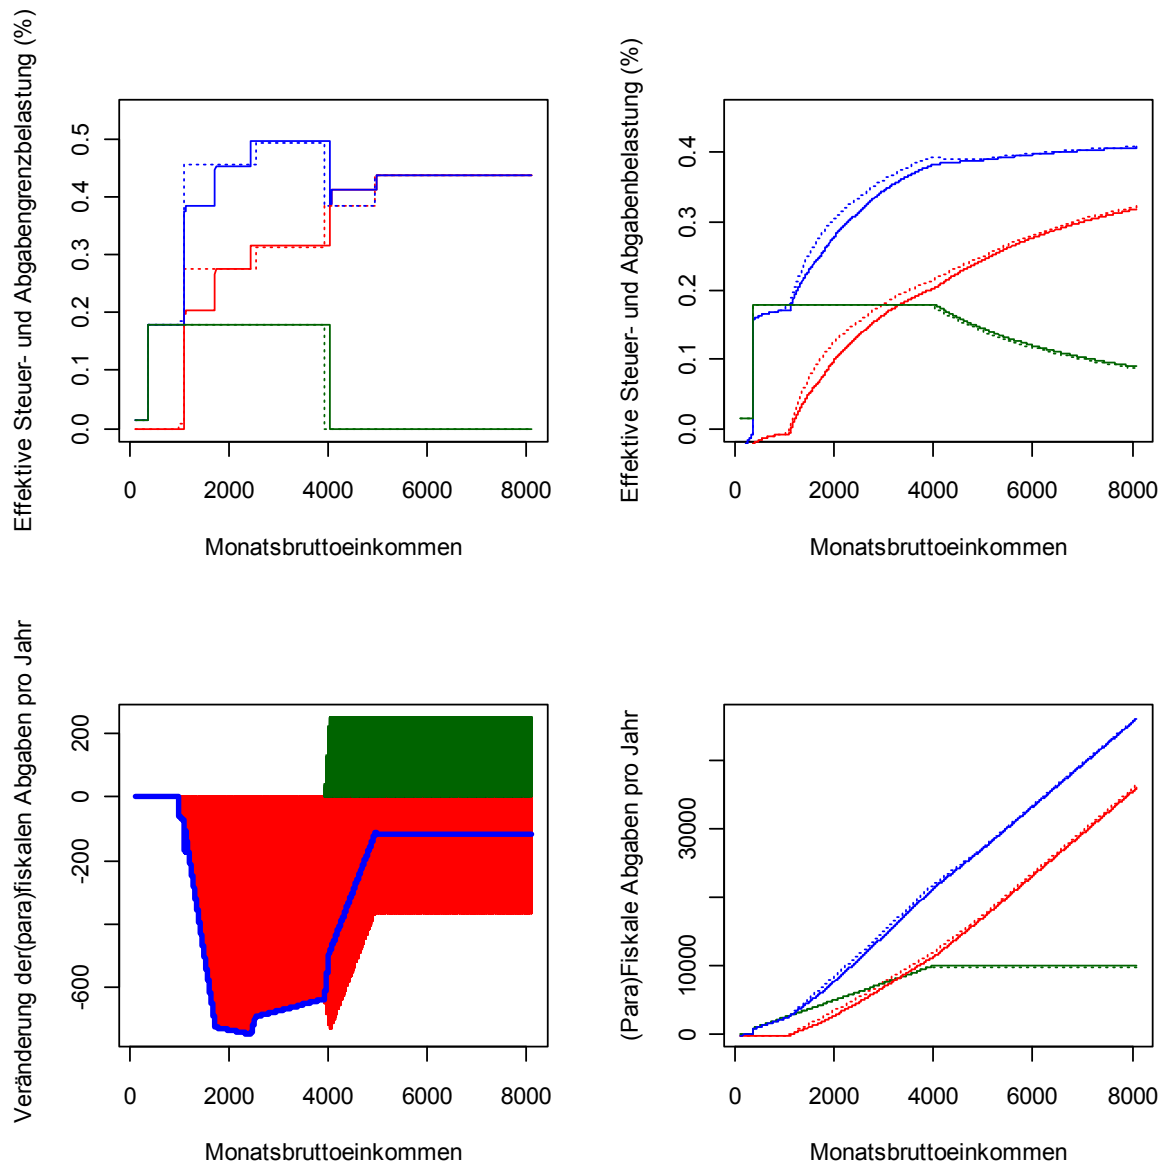 Effektive Steuer- und Abgabengrenzbelastung (%)
0.0 0.1 0.2 0.3 0.4 0.5
0 2000 4000 6000 8000
Monatsbruttoeinkommen
Effektive Steuer- und Abgabenbelastung (%)
0.0 0.1 0.2 0.3 0.4
0 2000 4000 6000 8000
Monatsbruttoeinkommen
Veränderung der(para)fiskalen Abgaben pro Jahr
-600 -200 0 200
0 2000 4000 6000 8000
Monatsbruttoeinkommen
(Para)Fiskale Abgaben pro Jahr
0 10000 30000
0 2000 4000 6000 8000
Monatsbruttoeinkommen